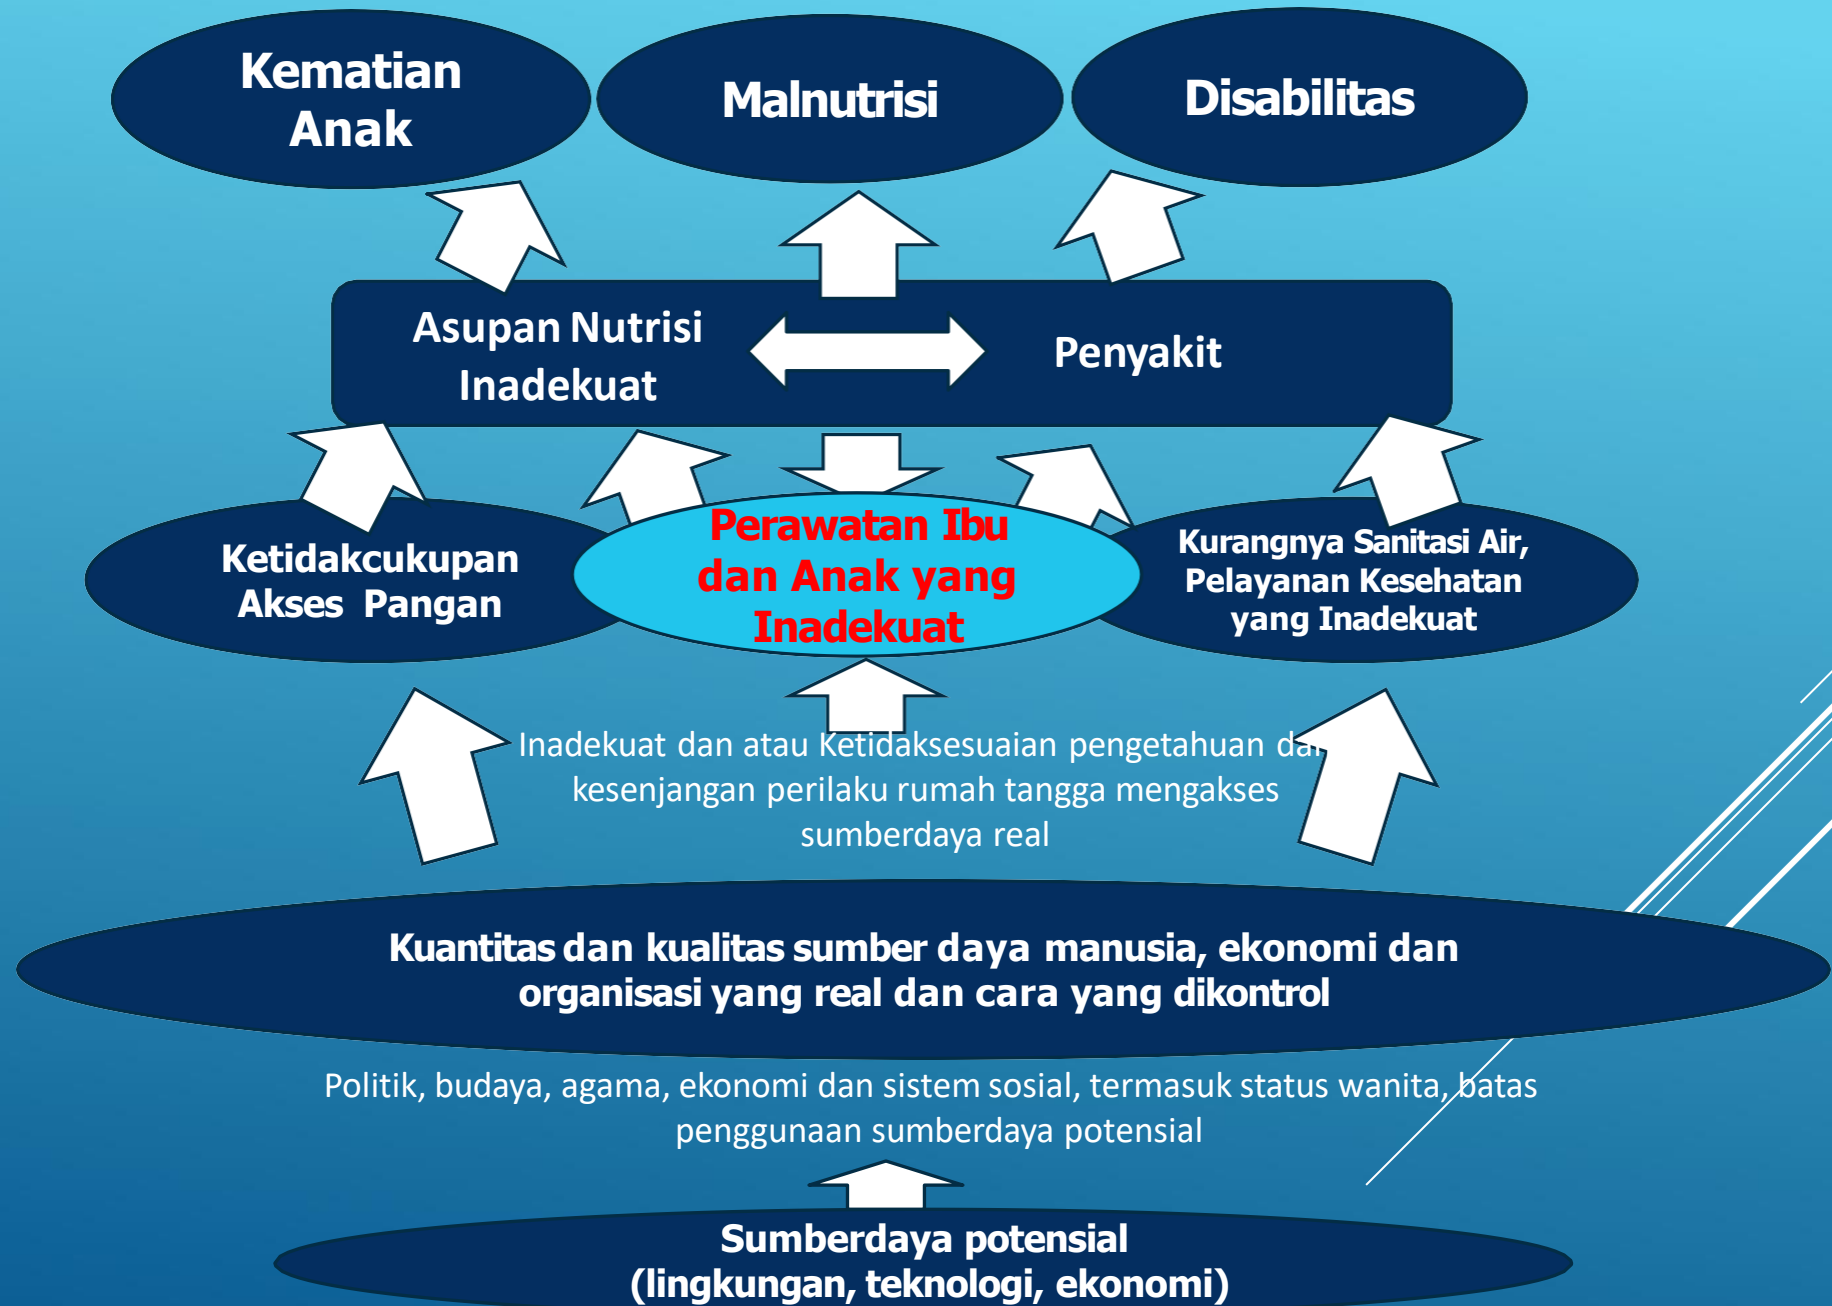 Kematian
Anak
Malnutrisi
Disabilitas
Asupan Nutrisi
Inadekuat
Penyakit
Ketidakcukupan
Akses Pangan
Perawatan Ibu
dan Anak yang
Inadekuat
Kurangnya Sanitasi Air,
Pelayanan Kesehatan
yang Inadekuat
Inadekuat dan atau Ketidaksesuaian pengetahuan dan
kesenjangan perilaku rumah tangga mengakses
sumberdaya real
Kuantitas dan kualitas sumber daya manusia, ekonomi dan
organisasi yang real dan cara yang dikontrol
Politik, budaya, agama, ekonomi dan sistem sosial, termasuk status wanita, batas
penggunaan sumberdaya potensial
Sumberdaya potensial
(lingkungan, teknologi, ekonomi)